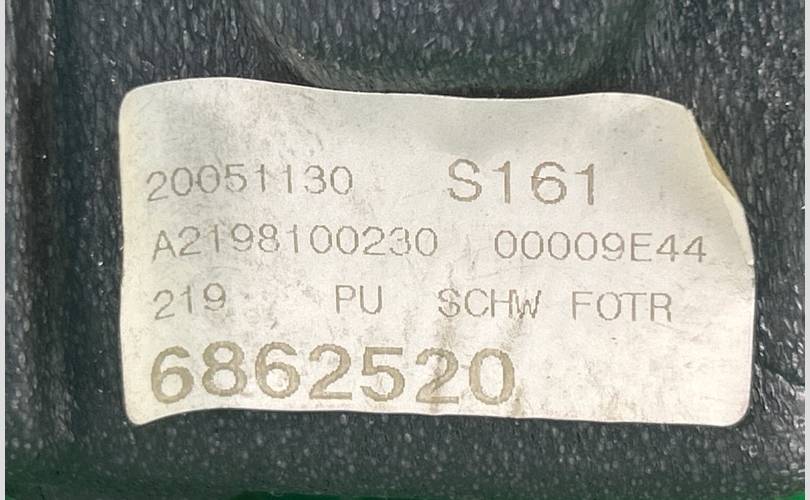 20051130 S161
A2198100230 00009E44
219 PU SCHW FOTR
6862520